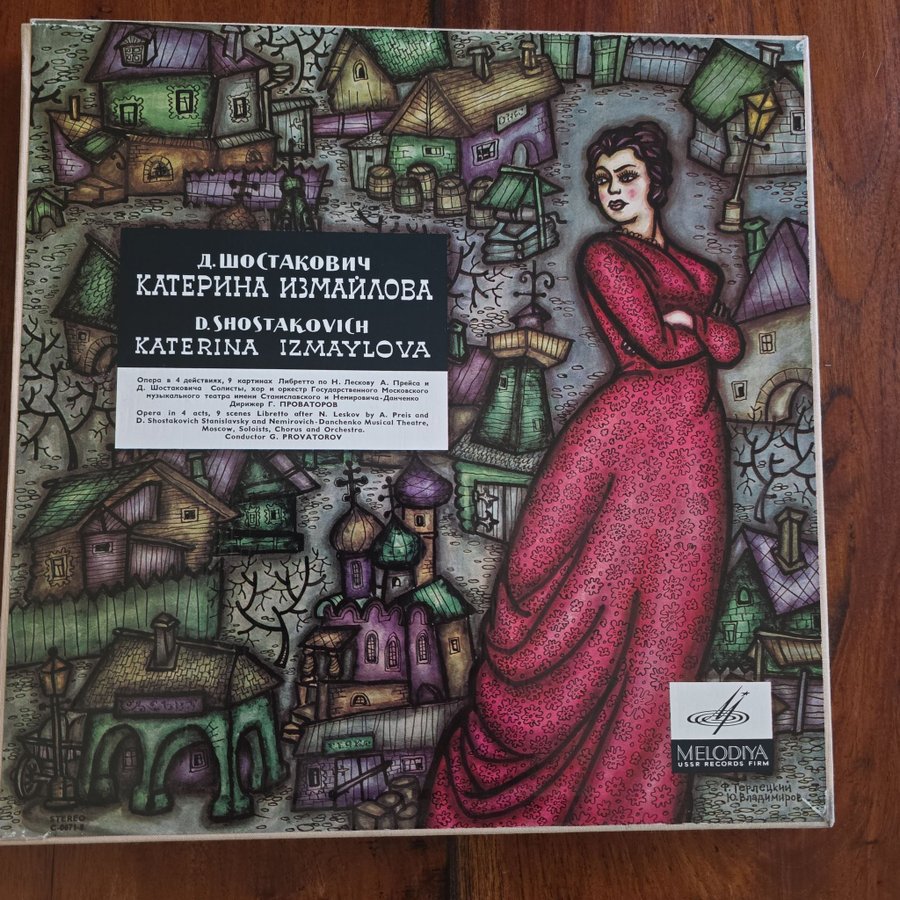 Д. ШОСТАКОВИЧ
КАТЕРИНА ИЗМАЙЛОВА
D. SHOSTAKOVICH
KATERINA IZMAYLOVA
Опера в 4 действиях, 9 картинах Либретто по Н. Лескову А. Прейса и
Д. Шостаковича Солисты, хор и оркестр Государственного Московского
музыкального театра имени Станиславского и Немировича-Данченко
Дирижер Г. ПРОВАТОРОВ
Opera in 4 acts, 9 scenes Libretto after N. Leskov by A. Preis and
D. Shostakovich Stanislavsky and Nemirovich-Danchenko Musical Theatre,
Moscow, Soloists, Chorus and Orchestra.
Conductor G. PROVATOROV
MELODIYA
USSR RECORDS FIRM
Ф. Терлецкий
Ю. Владимиров
STEREO